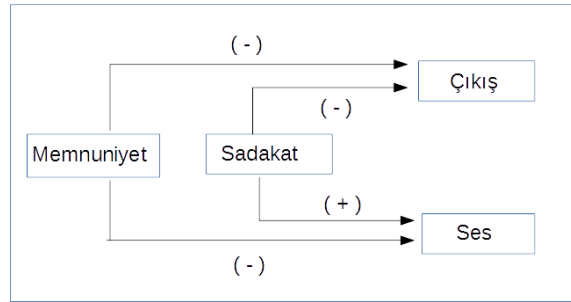 ( - )
Çıkış
( - )
Memnuniyet
Sadakat
( + )
Ses
( - )